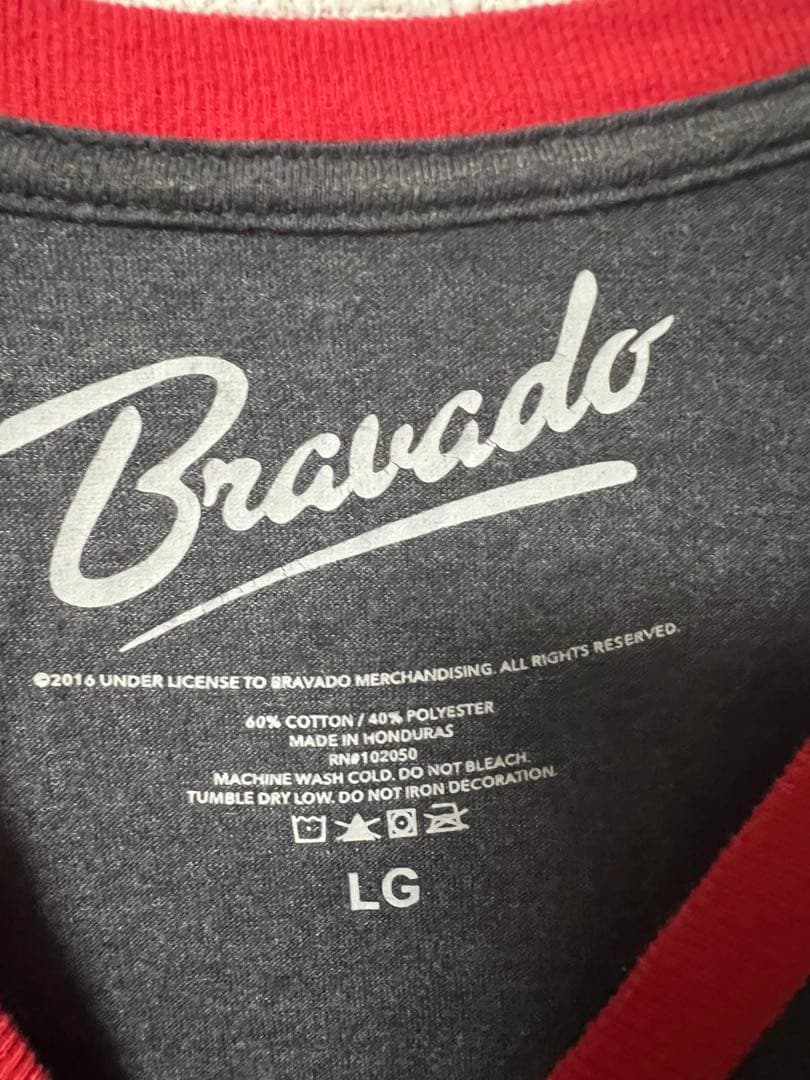 Bravado
©2016 UNDER LICENSE TO BRAVADO MERCHANDISING. ALL RIGHTS RESERVED.
60% COTTON / 40% POLYESTER
MADE IN HONDURAS
RN#102050
MACHINE WASH COLD. DO NOT BLEACH.
TUMBLE DRY LOW. DO NOT IRON DECORATION.
LG